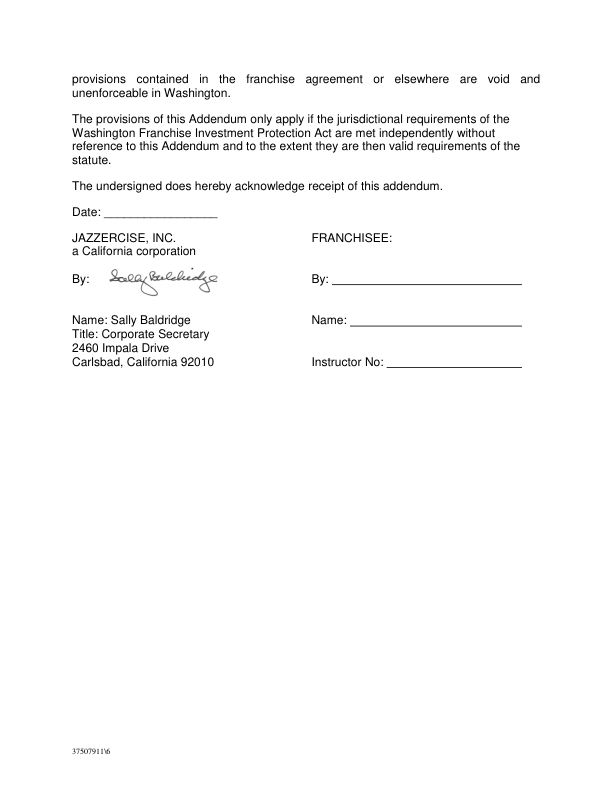 provisions contained in the franchise agreement or elsewhere are void and
unenforceable in Washington.
The provisions of this Addendum only apply if the jurisdictional requirements of the
Washington Franchise Investment Protection Act are met independently without
reference to this Addendum and to the extent they are then valid requirements of the
statute.
The undersigned does hereby acknowledge receipt of this addendum.
Date: _________________
JAZZERCISE, INC.
a California corporation
By: Sally Baldridge
Name: Sally Baldridge
Title: Corporate Secretary
2460 Impala Drive
Carlsbad, California 92010
FRANCHISEE:
By: _____________________________
Name: __________________________
Instructor No: _____________________
37507911\6